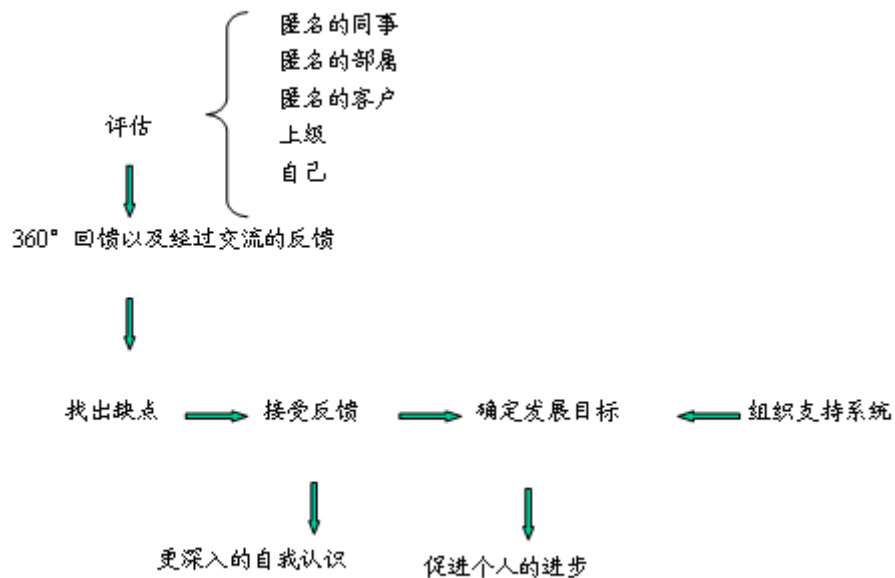 匿名的同事
匿名的部属
匿名的客户
评估
上级
自己
360° 回馈以及经过交流的反馈
找出缺点
接受反馈
确定发展目标
组织支持系统
更深入的自我认识
促进个人的进步